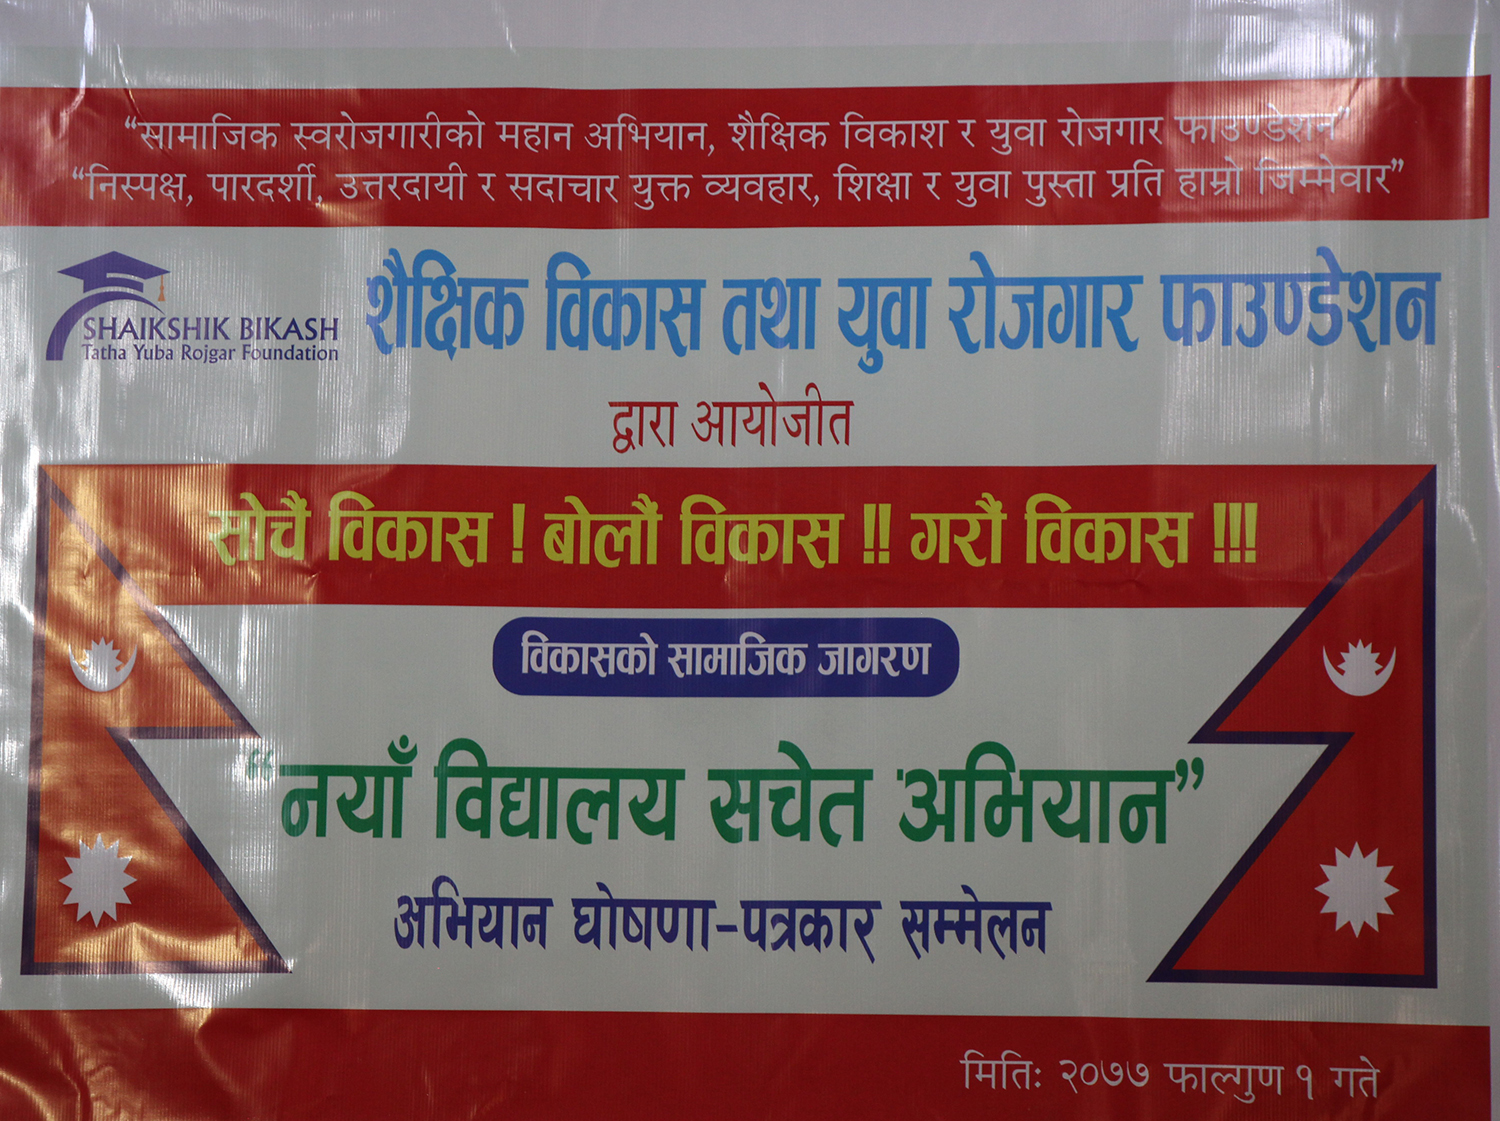 “सामाजिक स्वरोजगारीको महान अभियान, शैक्षिक विकाश र युवा रोजगार फाउण्डेशन”
“निस्पक्ष, पारदर्शी, उत्तरदायी र सदाचार युक्त व्यवहार, शिक्षा र युवा पुस्ता प्रति हाम्रो जिम्मेवार”
SHAIKSHIK BIKASH
Tatha Yuba Rojgar Foundation
शैक्षिक विकास तथा युवा रोजगार फाउण्डेशन
द्वारा आयोजीत
सोचैं विकास ! बोलौं विकास !! गरौं विकास !!!
विकासको सामाजिक जागरण
“नयाँ विद्यालय सचेत अभियान”
अभियान घोषणा-पत्रकार सम्मेलन
मितिः २०७७ फाल्गुण १ गते